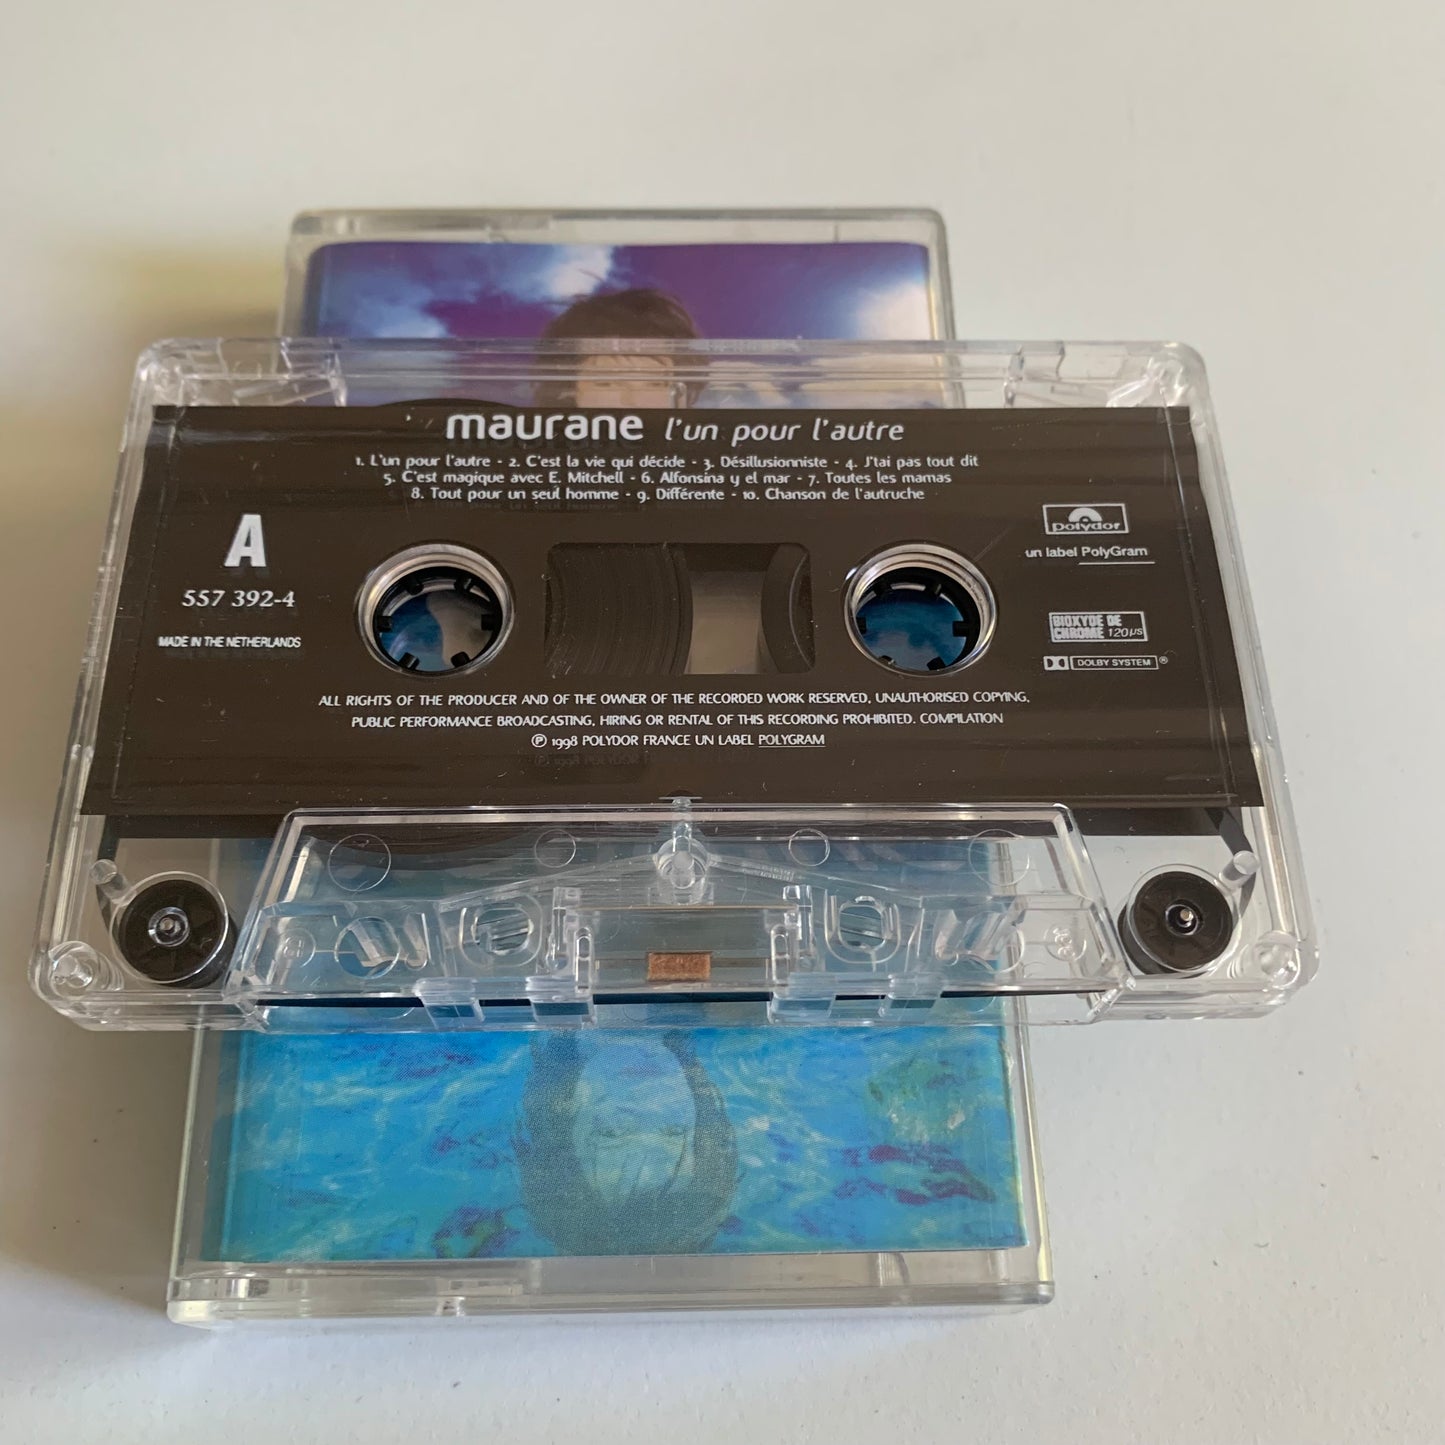 maurane l'un pour l'autre
1. L'un pour l'autre - 2. C'est la vie qui décide - 3. Désillusionniste - 4. J'tai pas tout dit
5. C'est magique avec E. Mitchell - 6. Alfonsina y el mar - 7. Toutes les mamas
8. Tout pour un seul homme - 9. Différente - 10. Chanson de l'autruche
A
557 392-4
MADE IN THE NETHERLANDS
Polydor
un label PolyGram
BIOXYDE DE
CHROME 120µs
DOLBY SYSTEM ®
ALL RIGHTS OF THE PRODUCER AND OF THE OWNER OF THE RECORDED WORK RESERVED, UNAUTHORISED COPYING,
PUBLIC PERFORMANCE BROADCASTING, HIRING OR RENTAL OF THIS RECORDING PROHIBITED. COMPILATION
℗ 1998 POLYDOR FRANCE UN LABEL POLYGRAM